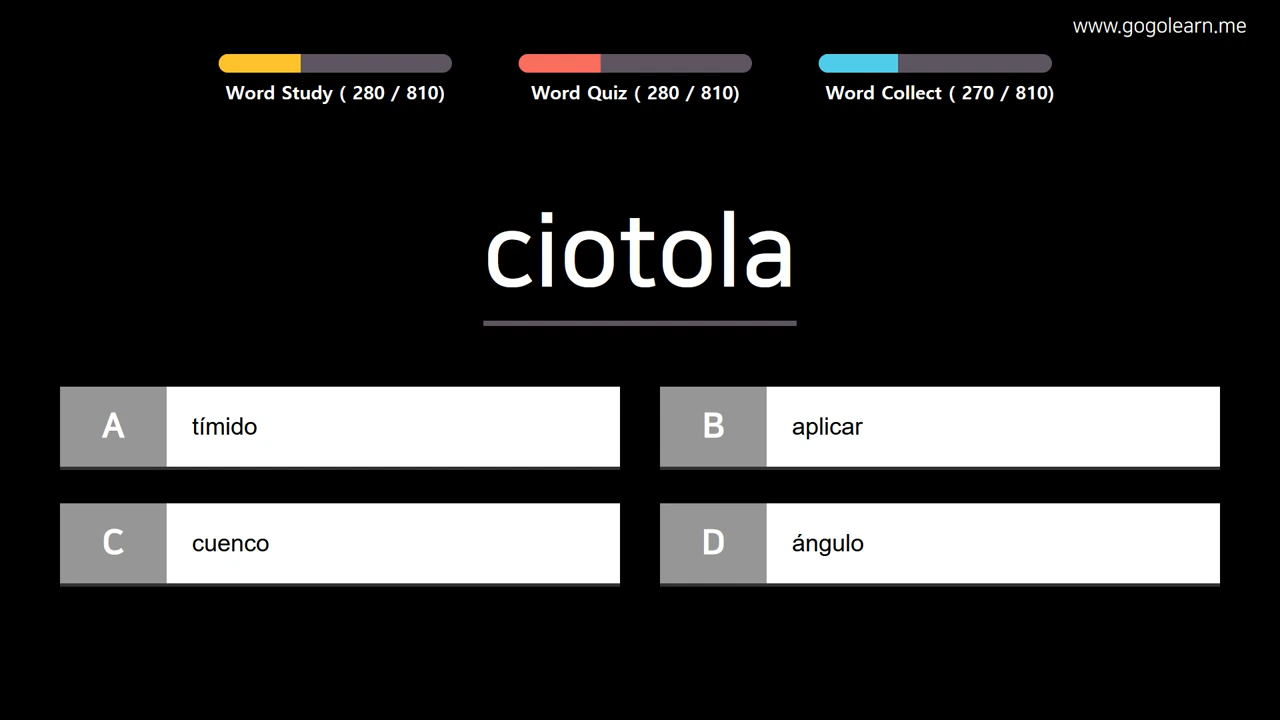 www.gogolearn.me
Word Study ( 280 / 810)
Word Quiz ( 280 / 810)
Word Collect ( 270 / 810)
ciotola
A tímido
B aplicar
C cuenco
D ángulo